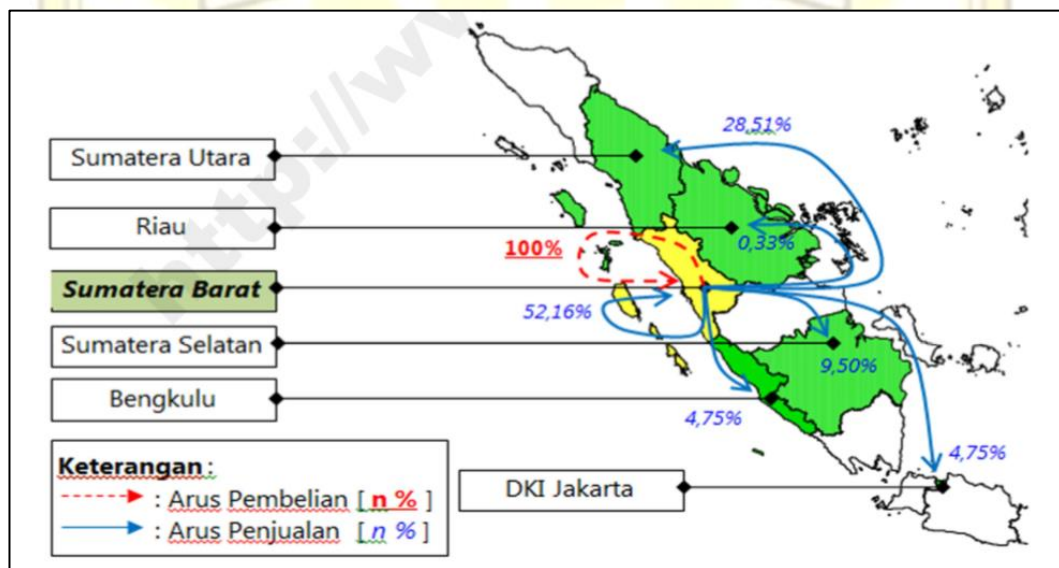 http://w
28,51%
Sumatera Utara
Riau
0,33%
100%
Sumatera Barat
52,16%
Sumatera Selatan
9,50%
Bengkulu
4,75%
4,75%
Keterangan :
: Arus Pembelian [ n % ]
: Arus Penjualan [ n % ]
DKI Jakarta